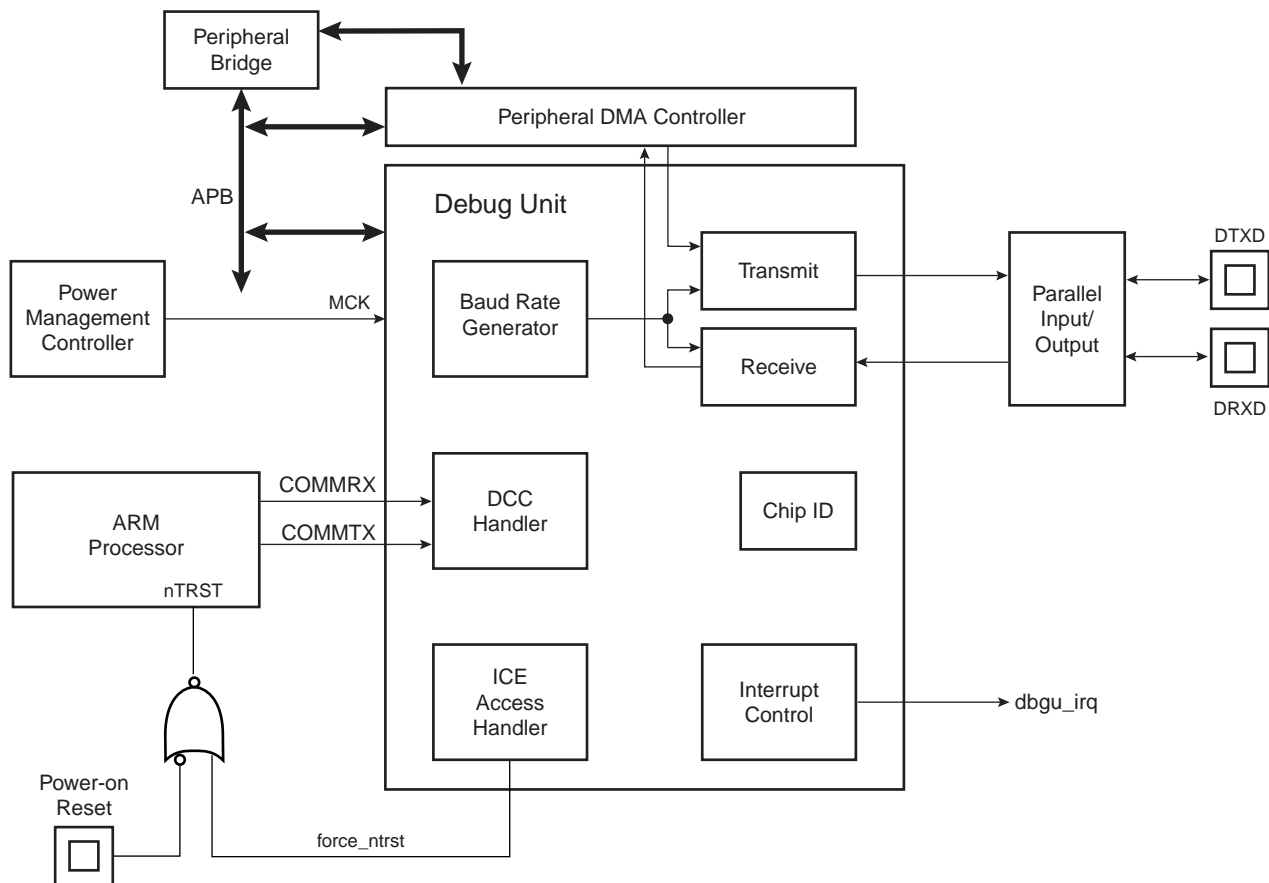 Peripheral
Bridge
Peripheral DMA Controller
APB
Debug Unit
Power
Management
Controller
MCK
Baud Rate
Generator
Transmit
Receive
Parallel
Input/
Output
DTXD
DRXD
ARM
Processor
nTRST
COMMRX
COMMTX
DCC
Handler
Chip ID
ICE
Access
Handler
Interrupt
Control
dbgu_irq
Power-on
Reset
force_ntrst